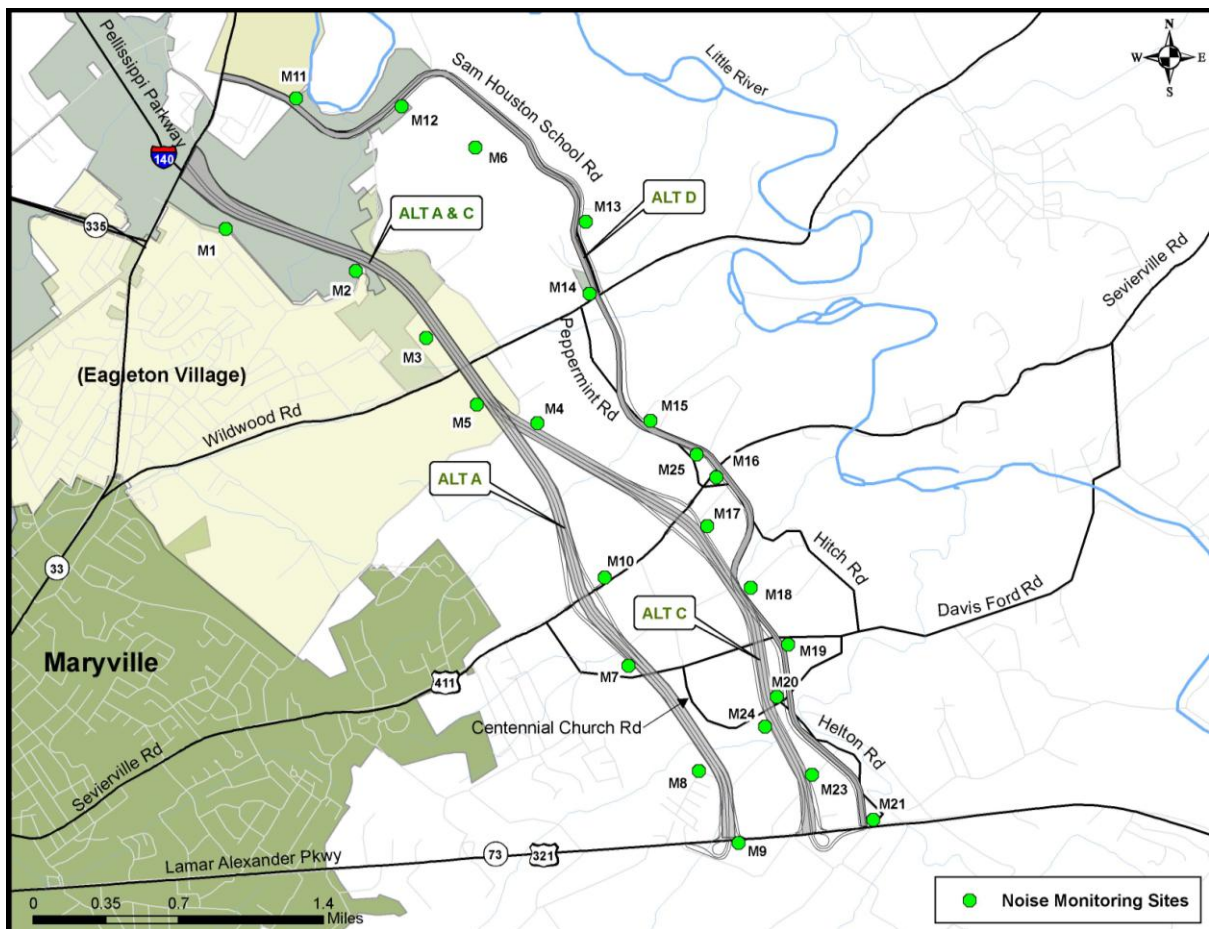 N
W E
S
Pellissippi Parkway
Little River
Sam Houston School Rd
M11
M12
140
M6
335
ALT A & C
M13
ALT D
M1
M2
M14
Sevierville Rd
M3
Peppermint Rd
(Eagleton Village)
Wildwood Rd
M5
M4
M15
M25
M16
ALT A
M17
33
M10
M18
Hitch Rd
Davis Ford Rd
ALT C
Maryville
M19
M7
411
M20
Centennial Church Rd
M24
Helton Rd
Sevierville Rd
M8
M23
M21
M9
Lamar Alexander Pkwy
73
321
0 0.35 0.7 1.4
Miles
Noise Monitoring Sites